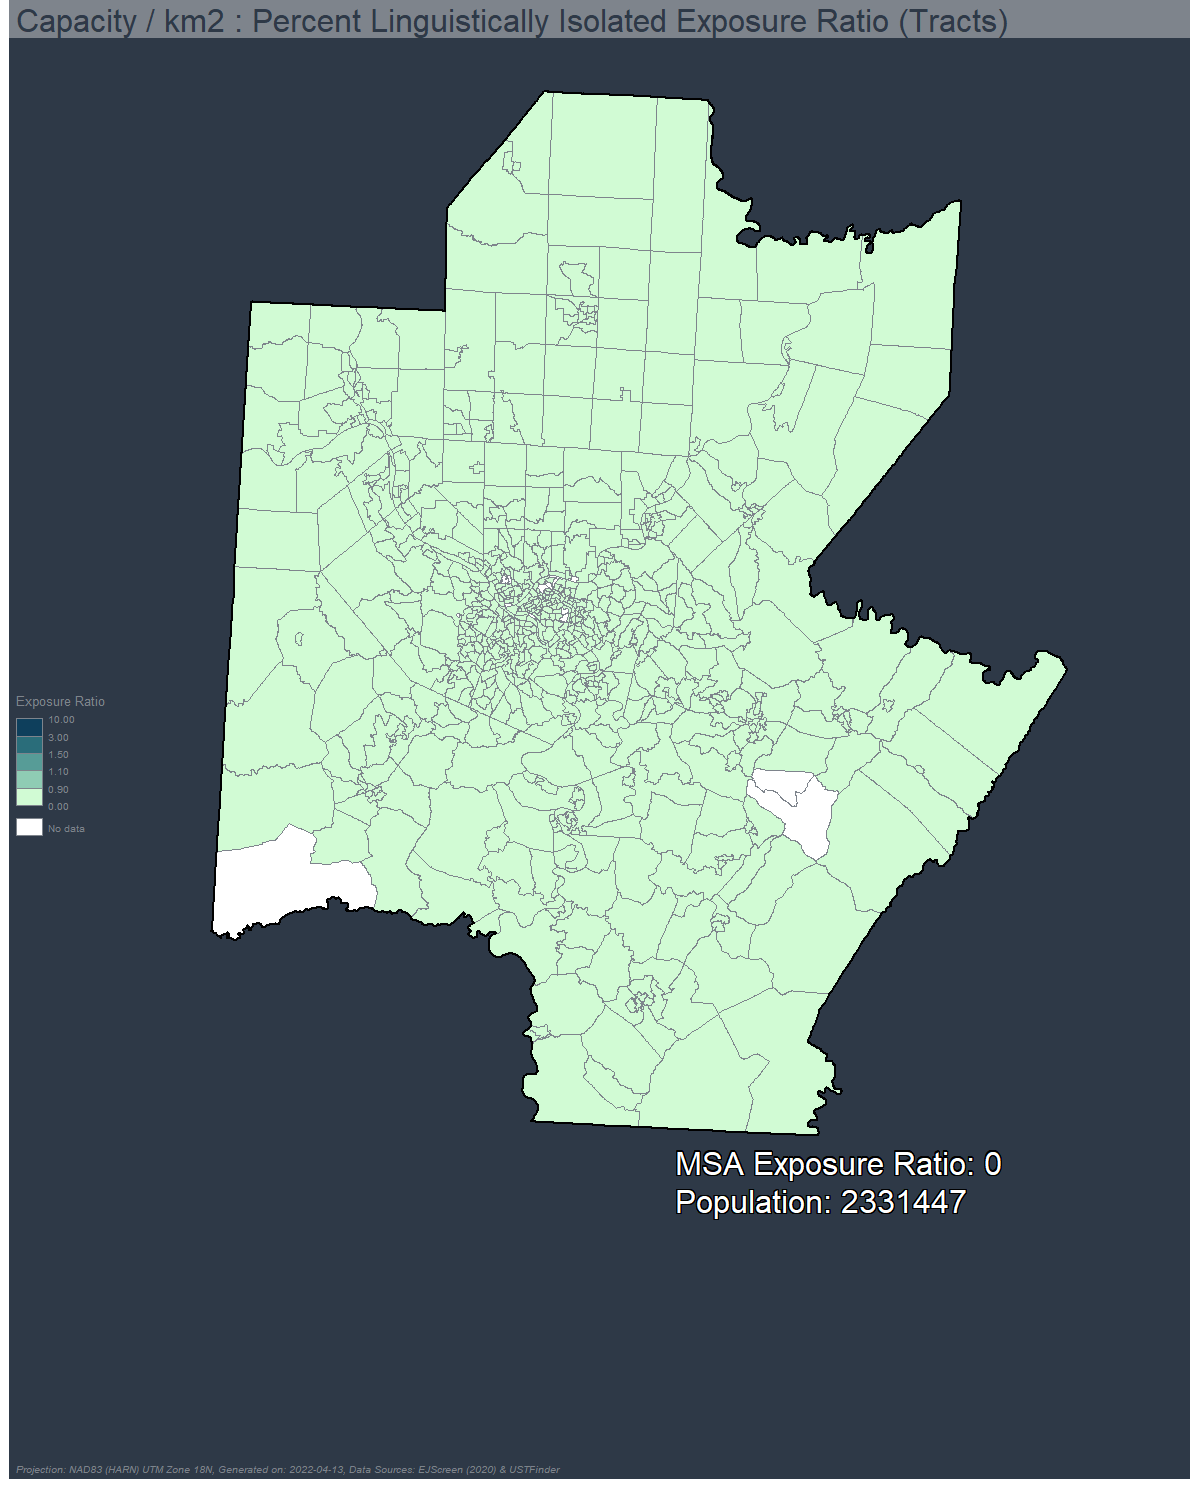 Capacity / km2 : Percent Linguistically Isolated Exposure Ratio (Tracts)
Exposure Ratio
10.00
3.00
1.50
1.10
0.90
0.00
No data
MSA Exposure Ratio: 0
Population: 2331447
Projection: NAD83 (HARN) UTM Zone 18N, Generated on: 2022-04-13, Data Sources: EJScreen (2020) & USTFinder